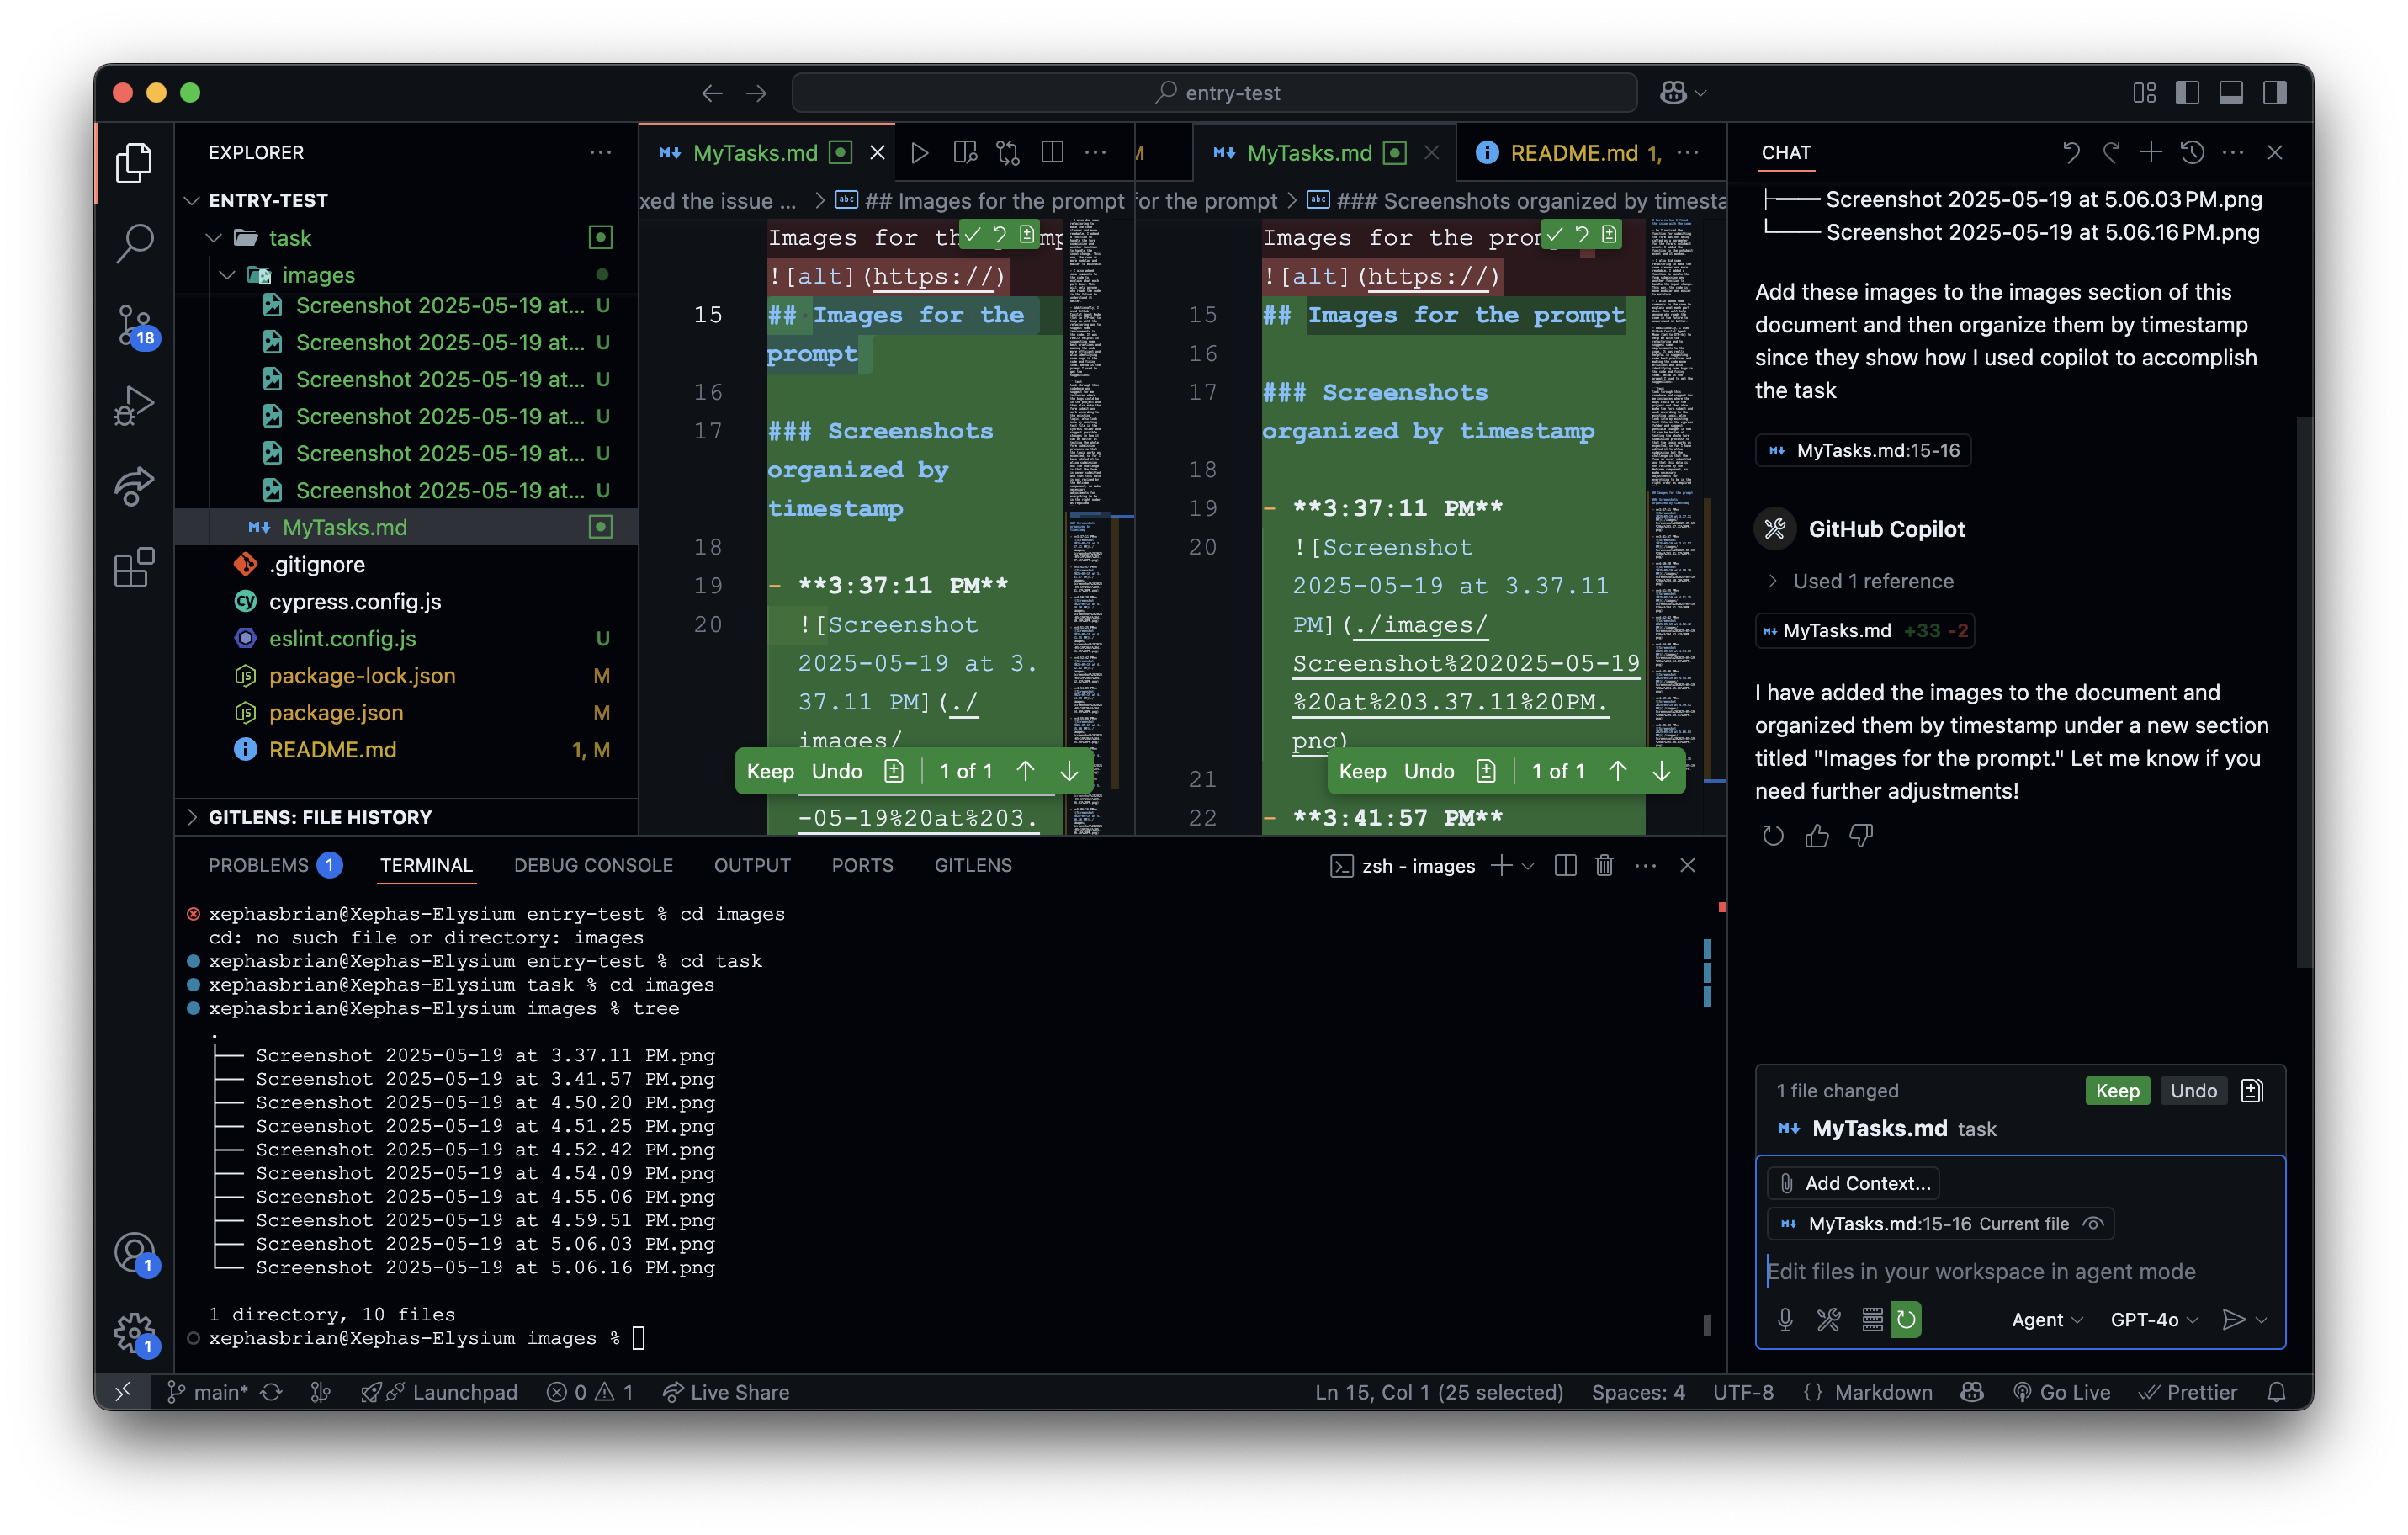 entry-test
EXPLORER
ENTRY-TEST
task
images
Screenshot 2025-05-19 at... U
Screenshot 2025-05-19 at... U
Screenshot 2025-05-19 at... U
Screenshot 2025-05-19 at... U
Screenshot 2025-05-19 at... U
Screenshot 2025-05-19 at... U
MyTasks.md
.gitignore
cypress.config.js
eslint.config.js U
package-lock.json M
package.json M
README.md 1, M
GITLENS: FILE HISTORY
18
1
1
MyTasks.md
xed the issue ... > ## Images for the prompt
Images for th
![alt](https://)
15 ## Images for the
prompt
16
17 ### Screenshots
organized by
timestamp
18
19 - **3:37:11 PM**
20 ![Screenshot
2025-05-19 at 3.
37.11 PM](./
images/
Keep Undo 1 of 1
-05-19%20at%203.
M MyTasks.md README.md 1,
for the prompt > ### Screenshots organized by timesta
Images for the pro
![alt](https://)
15 ## Images for the prompt
16
17 ### Screenshots
organized by timestamp
18
19 - **3:37:11 PM**
20 ![Screenshot
2025-05-19 at 3.37.11
PM](./images/
Screenshot%202025-05-19
%20at%203.37.11%20PM.
png)
Keep Undo 1 of 1
21
22 - **3:41:57 PM**
PROBLEMS 1 TERMINAL DEBUG CONSOLE OUTPUT PORTS GITLENS
zsh - images
xephasbrian@Xephas-Elysium entry-test % cd images
cd: no such file or directory: images
xephasbrian@Xephas-Elysium entry-test % cd task
xephasbrian@Xephas-Elysium task % cd images
xephasbrian@Xephas-Elysium images % tree
.
├── Screenshot 2025-05-19 at 3.37.11 PM.png
├── Screenshot 2025-05-19 at 3.41.57 PM.png
├── Screenshot 2025-05-19 at 4.50.20 PM.png
├── Screenshot 2025-05-19 at 4.51.25 PM.png
├── Screenshot 2025-05-19 at 4.52.42 PM.png
├── Screenshot 2025-05-19 at 4.54.09 PM.png
├── Screenshot 2025-05-19 at 4.55.06 PM.png
├── Screenshot 2025-05-19 at 4.59.51 PM.png
├── Screenshot 2025-05-19 at 5.06.03 PM.png
└── Screenshot 2025-05-19 at 5.06.16 PM.png
1 directory, 10 files
xephasbrian@Xephas-Elysium images %
CHAT
├── Screenshot 2025-05-19 at 5.06.03 PM.png
└── Screenshot 2025-05-19 at 5.06.16 PM.png
Add these images to the images section of this
document and then organize them by timestamp
since they show how I used copilot to accomplish
the task
MyTasks.md:15-16
GitHub Copilot
> Used 1 reference
MyTasks.md +33 -2
I have added the images to the document and
organized them by timestamp under a new section
titled "Images for the prompt." Let me know if you
need further adjustments!
1 file changed Keep Undo
MyTasks.md task
Add Context...
MyTasks.md:15-16 Current file
Edit files in your workspace in agent mode
Agent GPT-4o
main* Launchpad 0 1 Live Share
Ln 15, Col 1 (25 selected) Spaces: 4 UTF-8 {} Markdown Go Live Prettier